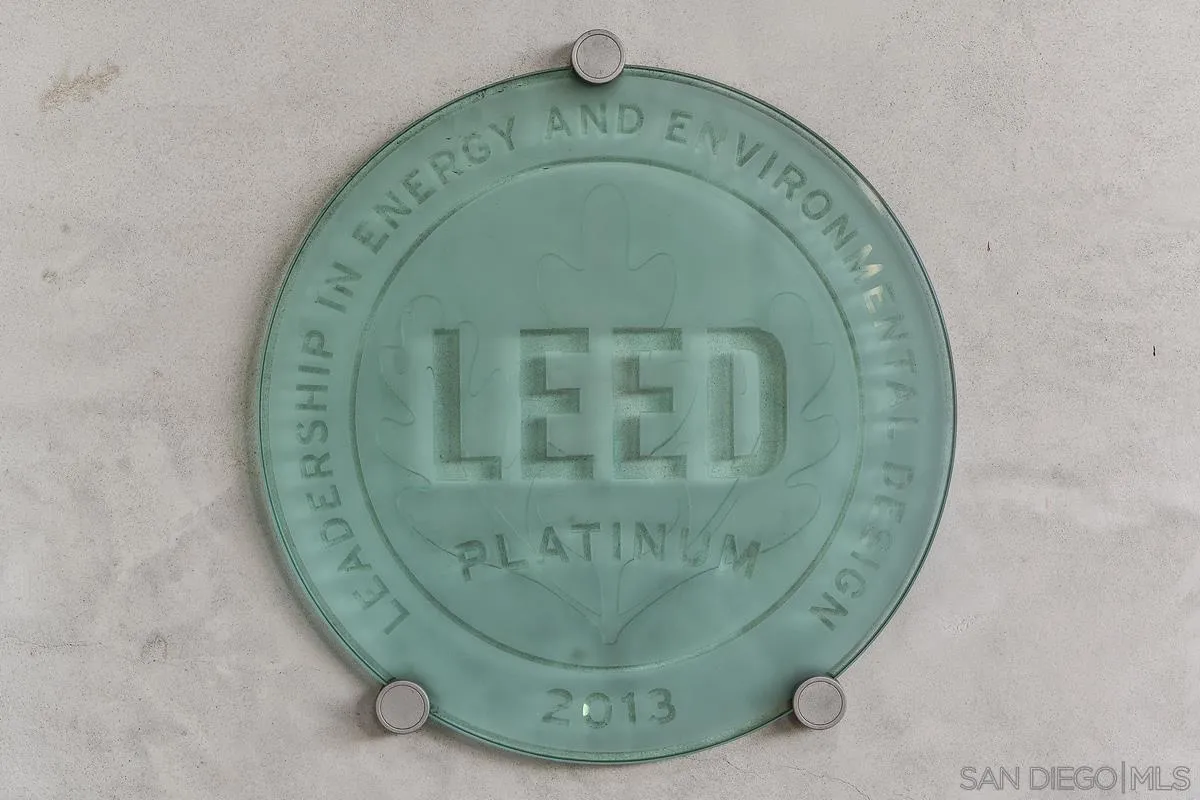 LEADERSHIP IN ENERGY AND ENVIRONMENTAL DESIGN
LEED
PLATINUM
2013
SAN DIEGO|MLS